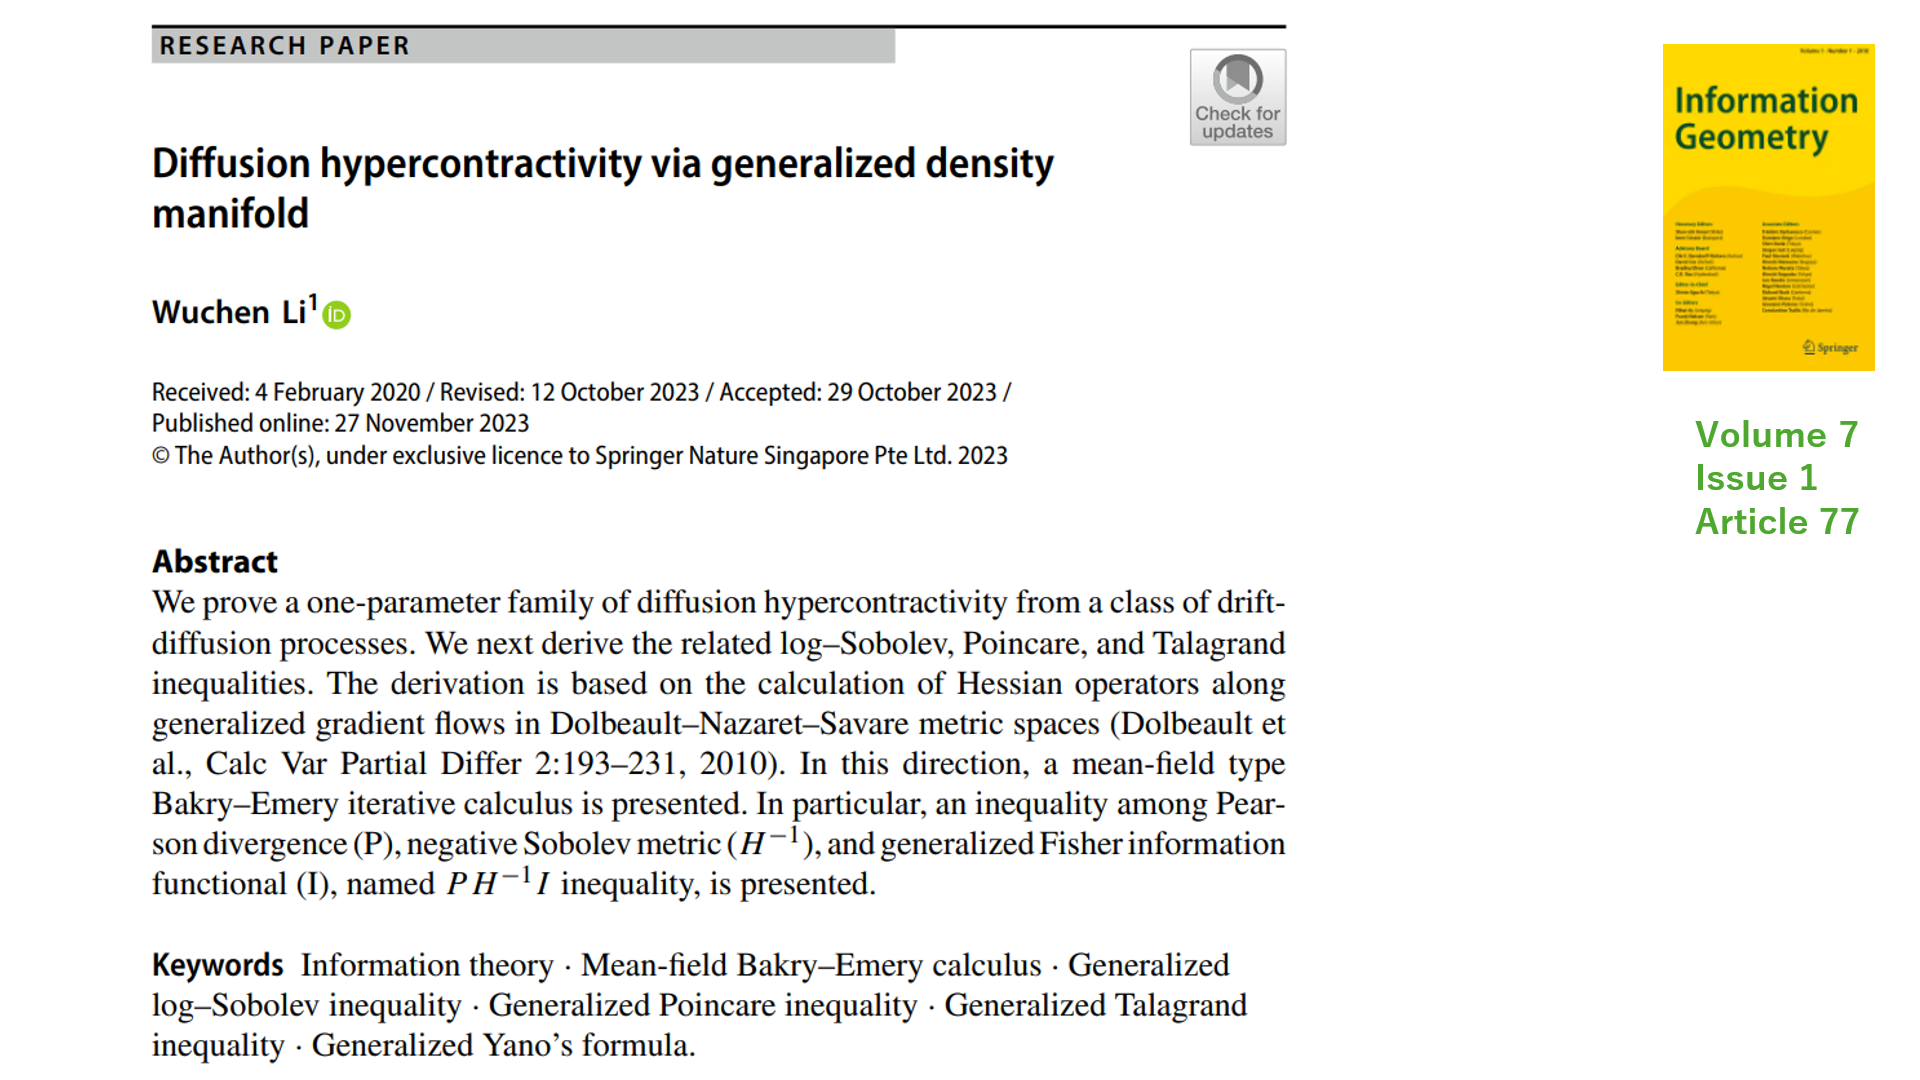 RESEARCH PAPER
Check for
updates
Diffusion hypercontractivity via generalized density
manifold
Wuchen Li1 iD
Received: 4 February 2020 / Revised: 12 October 2023 / Accepted: 29 October 2023 /
Published online: 27 November 2023
© The Author(s), under exclusive licence to Springer Nature Singapore Pte Ltd. 2023
Abstract
We prove a one-parameter family of diffusion hypercontractivity from a class of drift-
diffusion processes. We next derive the related log–Sobolev, Poincare, and Talagrand
inequalities. The derivation is based on the calculation of Hessian operators along
generalized gradient flows in Dolbeault–Nazaret–Savare metric spaces (Dolbeault et
al., Calc Var Partial Differ 2:193–231, 2010). In this direction, a mean-field type
Bakry–Emery iterative calculus is presented. In particular, an inequality among Pear-
son divergence (P), negative Sobolev metric (H⁻¹), and generalized Fisher information
functional (I), named PH⁻¹I inequality, is presented.
Keywords Information theory · Mean-field Bakry–Emery calculus · Generalized
log–Sobolev inequality · Generalized Poincare inequality · Generalized Talagrand
inequality · Generalized Yano’s formula.
Information
Geometry
Springer
Volume 7
Issue 1
Article 77